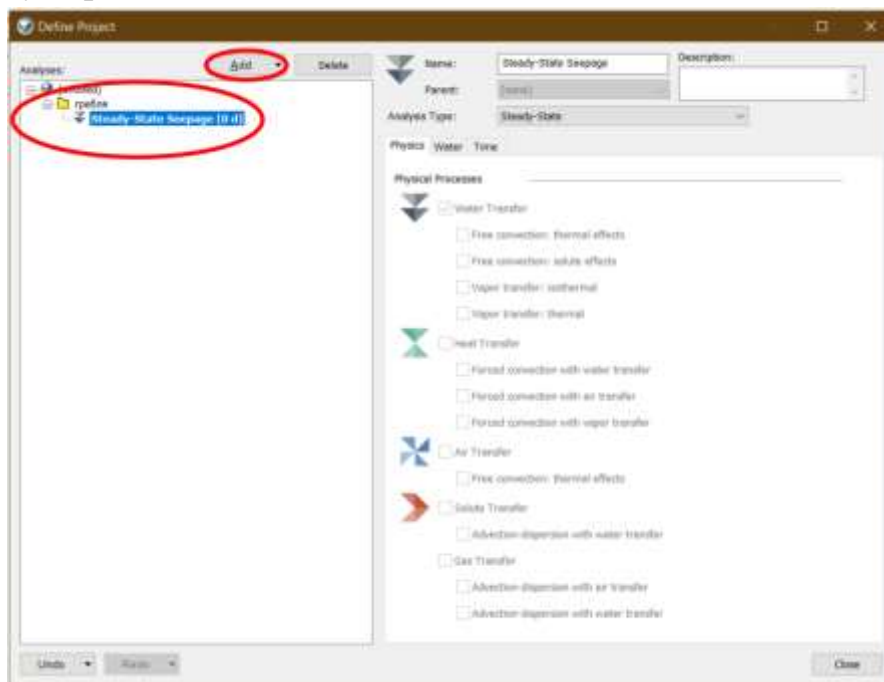 Define Project
Analyses:
Add
Delete
гребля
Steady-State Seepage [0 d]
Name:
Steady-State Seepage
Description:
Parent:
(none)
Analysis Type:
Steady-State
Physics Water Time
Physical Processes
Water Transfer
Free convection: thermal effects
Free convection: solute effects
Vapor transfer: isothermal
Vapor transfer: thermal
Heat Transfer
Forced convection with water transfer
Forced convection with air transfer
Forced convection with vapor transfer
Air Transfer
Free convection: thermal effects
Solute Transfer
Advection-dispersion with water transfer
Gas Transfer
Advection-dispersion with air transfer
Advection-dispersion with water transfer
Undo
Redo
Close